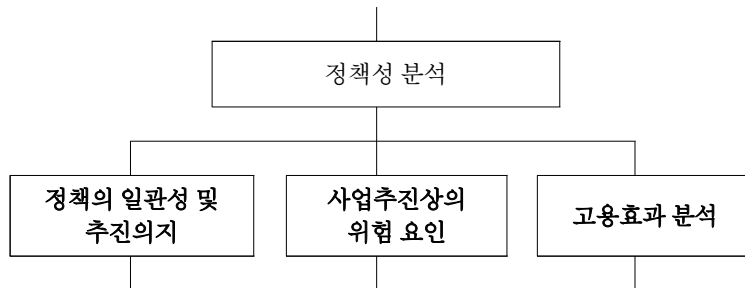 정책성 분석
정책의 일관성 및
추진의지
사업추진상의
위험 요인
고용효과 분석